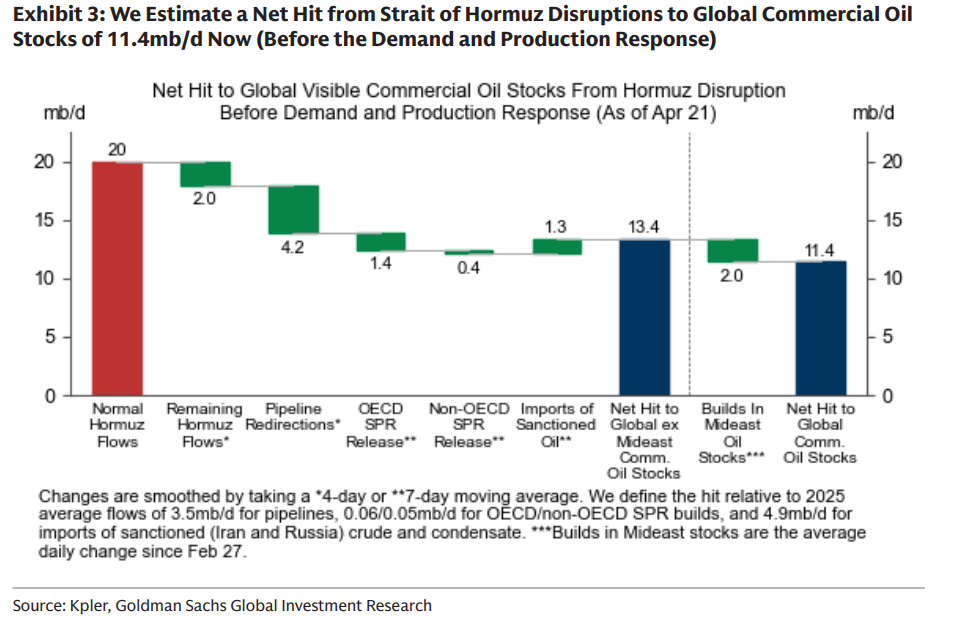 Exhibit 3: We Estimate a Net Hit from Strait of Hormuz Disruptions to Global Commercial Oil
Stocks of 11.4mb/d Now (Before the Demand and Production Response)
Net Hit to Global Visible Commercial Oil Stocks From Hormuz Disruption
Before Demand and Production Response (As of Apr 21)
mb/d
mb/d
20
15
10
5
0
20
2.0
4.2
1.4
0.4
1.3
13.4
2.0
11.4
20
15
10
5
0
Normal
Hormuz
Flows
Remaining
Hormuz
Flows*
Pipeline
Redirections*
OECD
SPR
Release**
Non-OECD
SPR
Release**
Imports of
Sanctioned
Oil**
Net Hit to
Global ex
Mideast
Comm.
Oil Stocks
Builds In
Mideast
Oil
Stocks***
Net Hit to
Global
Comm.
Oil Stocks
Changes are smoothed by taking a *4-day or **7-day moving average. We define the hit relative to 2025
average flows of 3.5mb/d for pipelines, 0.06/0.05mb/d for OECD/non-OECD SPR builds, and 4.9mb/d for
imports of sanctioned (Iran and Russia) crude and condensate. ***Builds in Mideast stocks are the average
daily change since Feb 27.
Source: Kpler, Goldman Sachs Global Investment Research